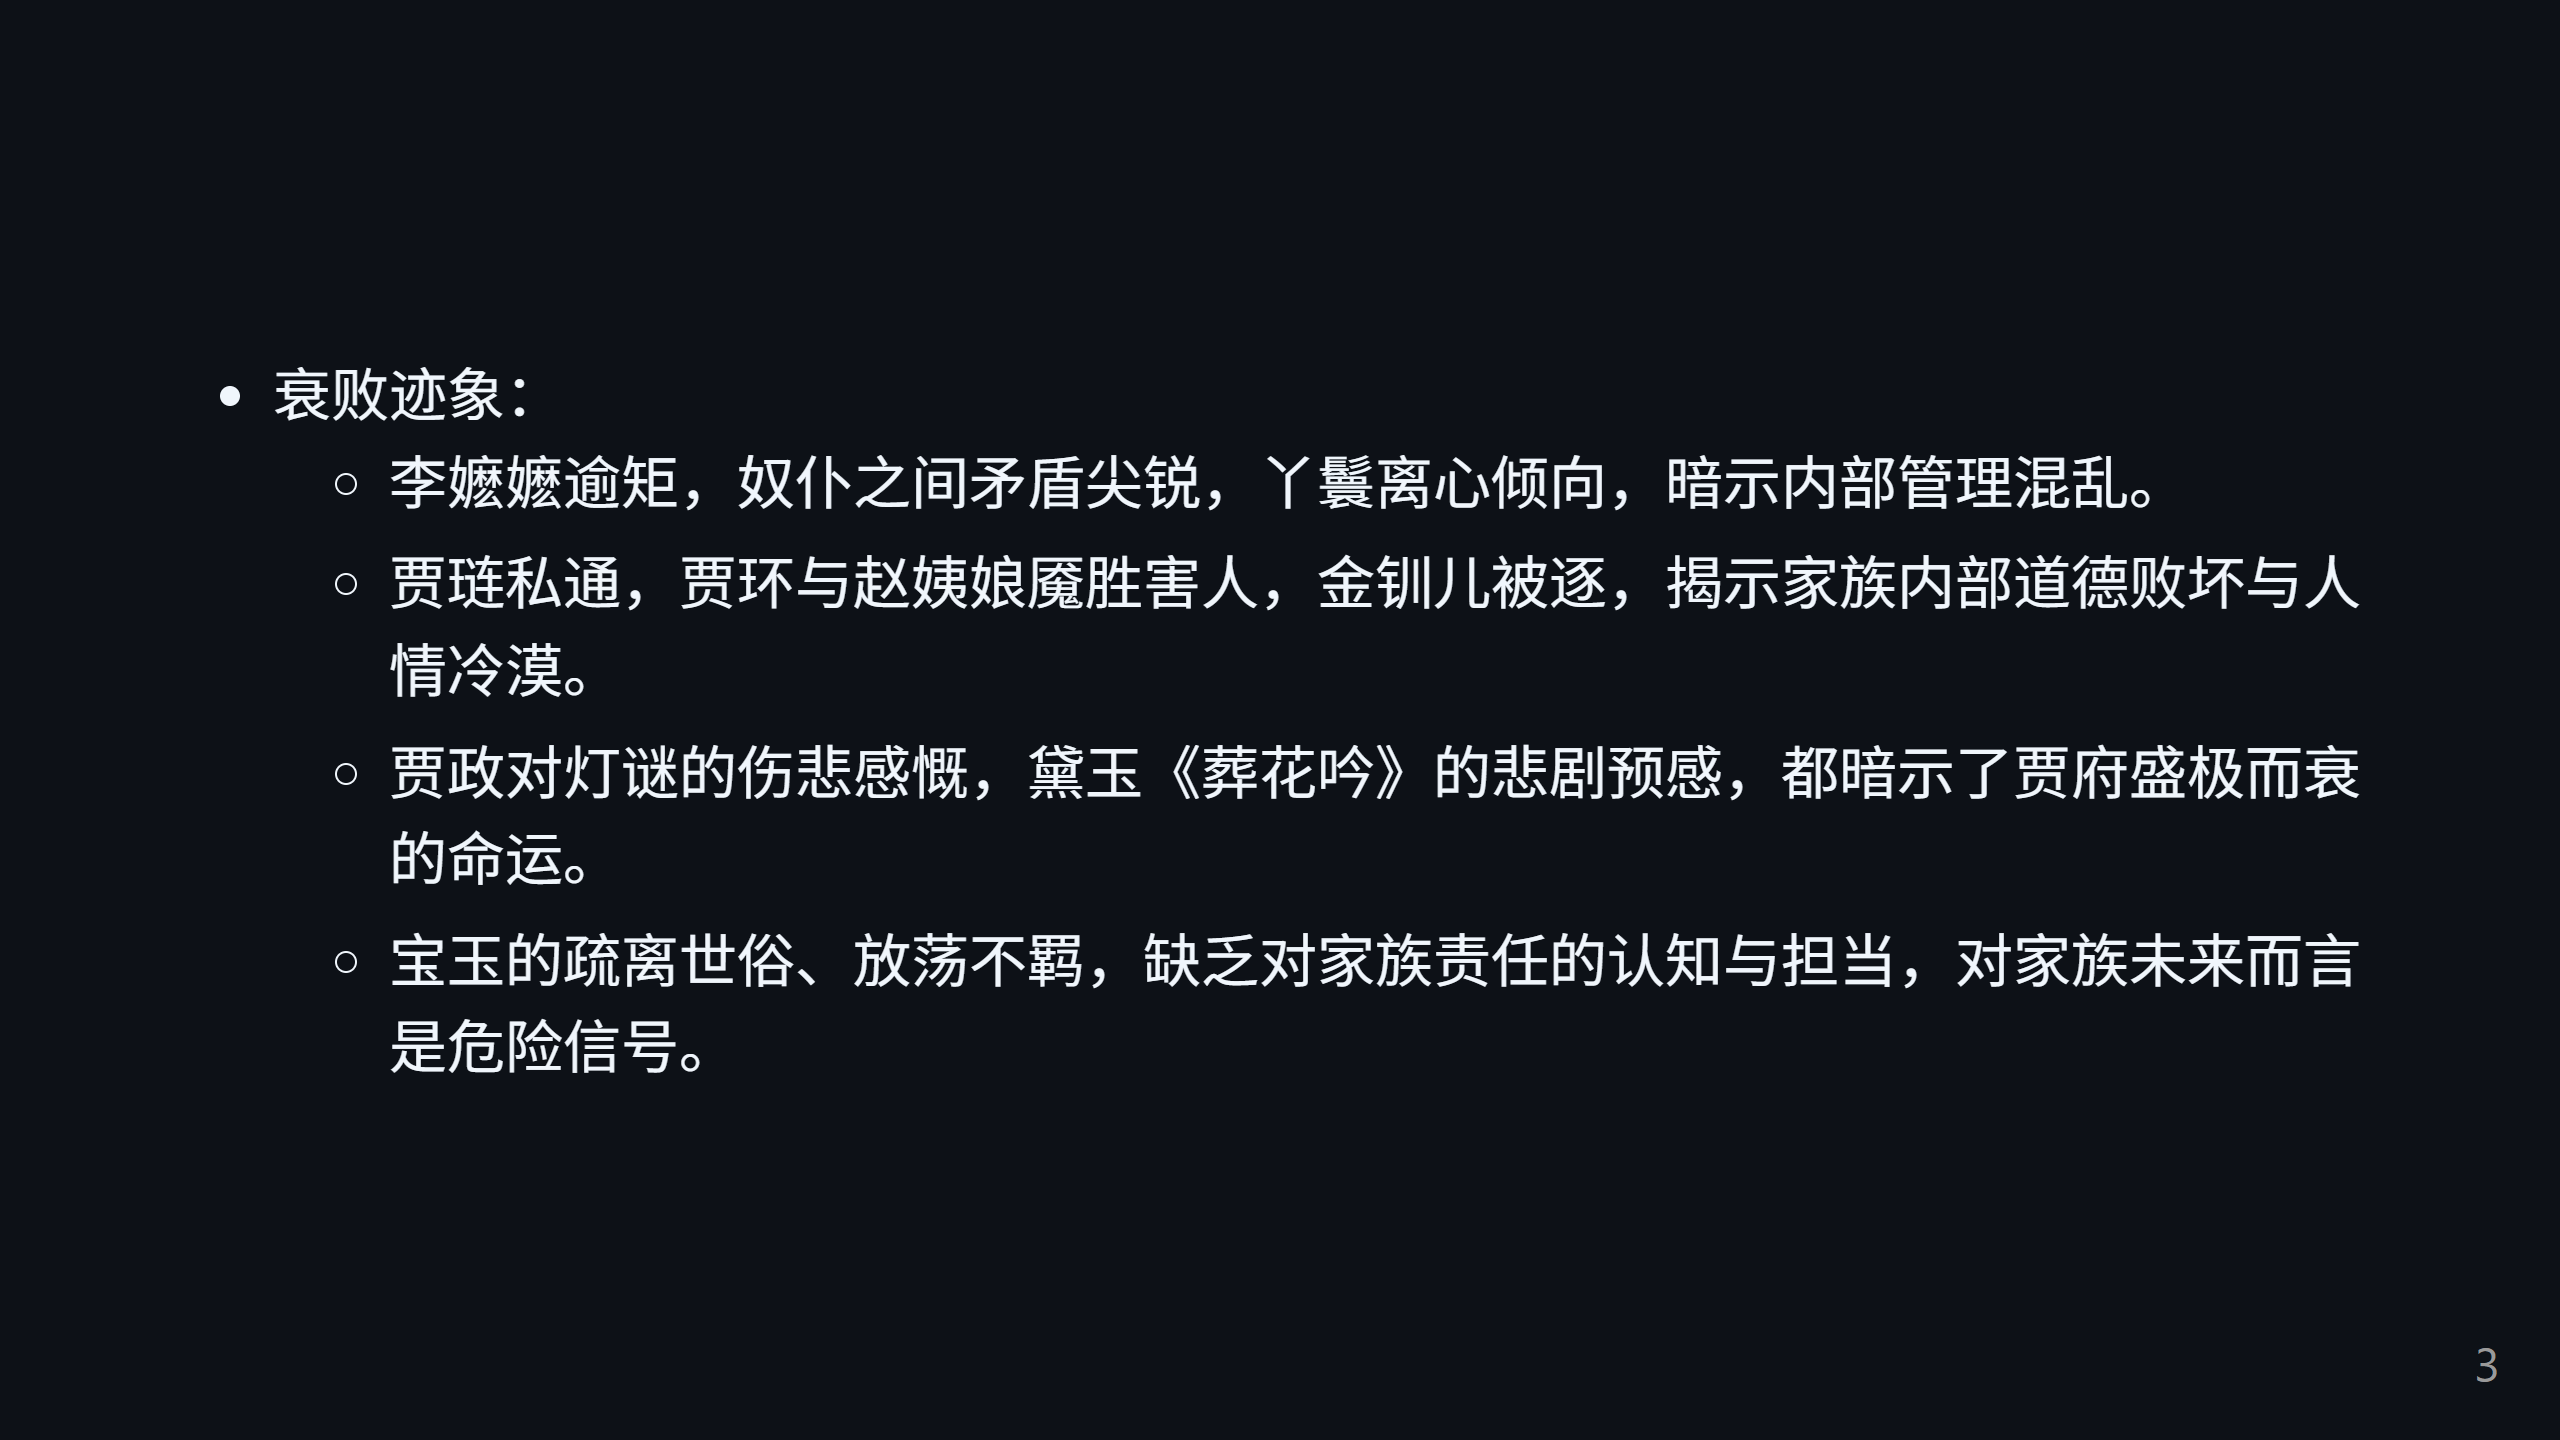 衰败迹象：
李嬷嬷逾矩，奴仆之间矛盾尖锐，丫鬟离心倾向，暗示内部管理混乱。
贾琏私通，贾环与赵姨娘魇胜害人，金钏儿被逐，揭示家族内部道德败坏与人
情冷漠。
贾政对灯谜的伤悲感慨，黛玉《葬花吟》的悲剧预感，都暗示了贾府盛极而衰
的命运。
宝玉的疏离世俗、放荡不羁，缺乏对家族责任的认知与担当，对家族未来而言
是危险信号。
3